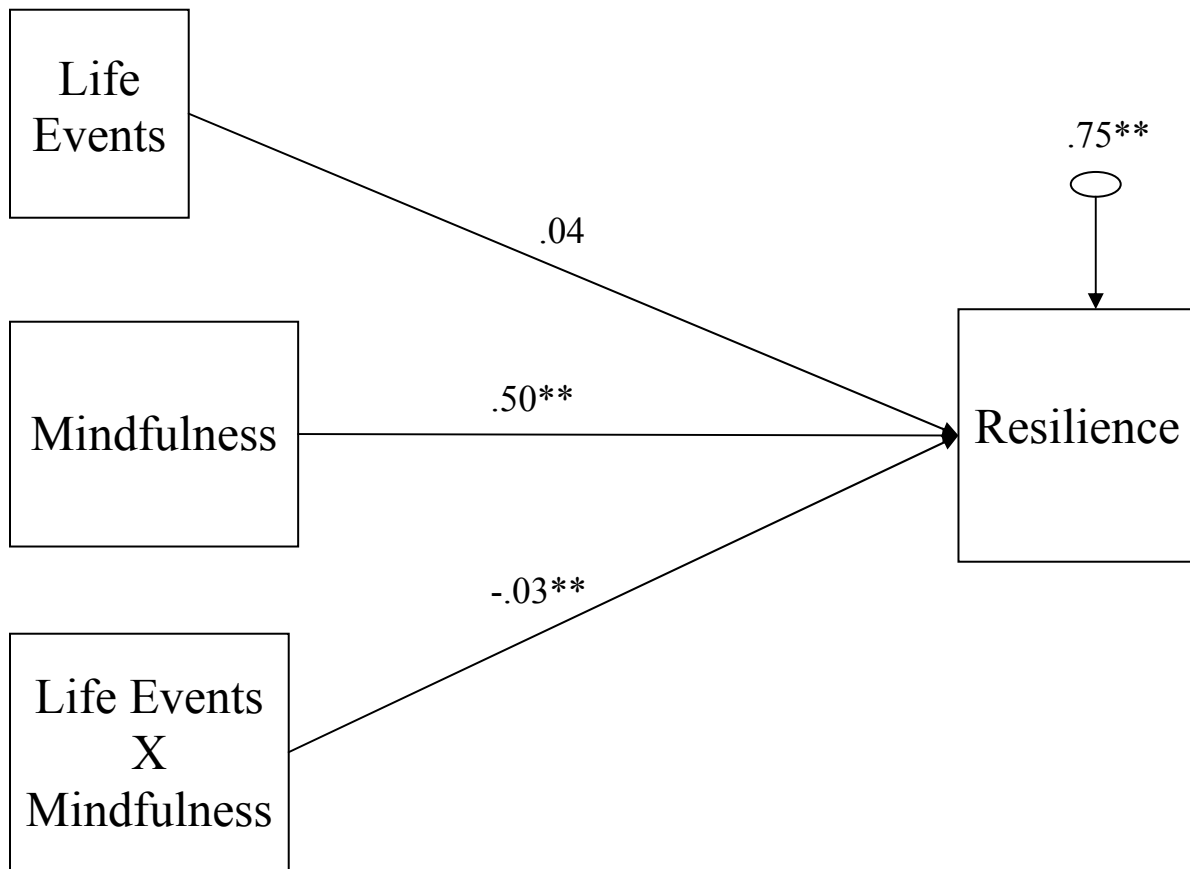 Life
Events
.75**
.04
Mindfulness
.50**
Resilience
-.03**
Life Events
X
Mindfulness